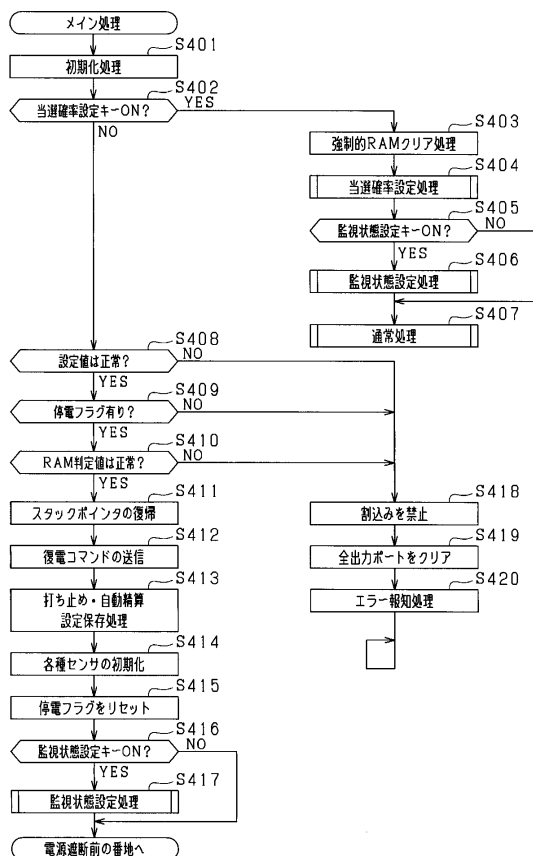 メイン処理
S401
初期化処理
S402
当選確率設定キーON?
YES
NO
S403
強制的RAMクリア処理
S404
当選確率設定処理
S405
監視状態設定キーON?
NO
YES
S406
監視状態設定処理
S407
通常処理
S408
設定値は正常?
NO
YES
S409
停電フラグ有り?
NO
YES
S410
RAM判定値は正常?
NO
YES
S411
スタックポインタの復帰
S412
復電コマンドの送信
S413
打ち止め・自動精算
設定保存処理
S414
各種センサの初期化
S415
停電フラグをリセット
S416
監視状態設定キーON?
NO
YES
S417
監視状態設定処理
電源遮断前の番地へ
S418
割込みを禁止
S419
全出力ポートをクリア
S420
エラー報知処理